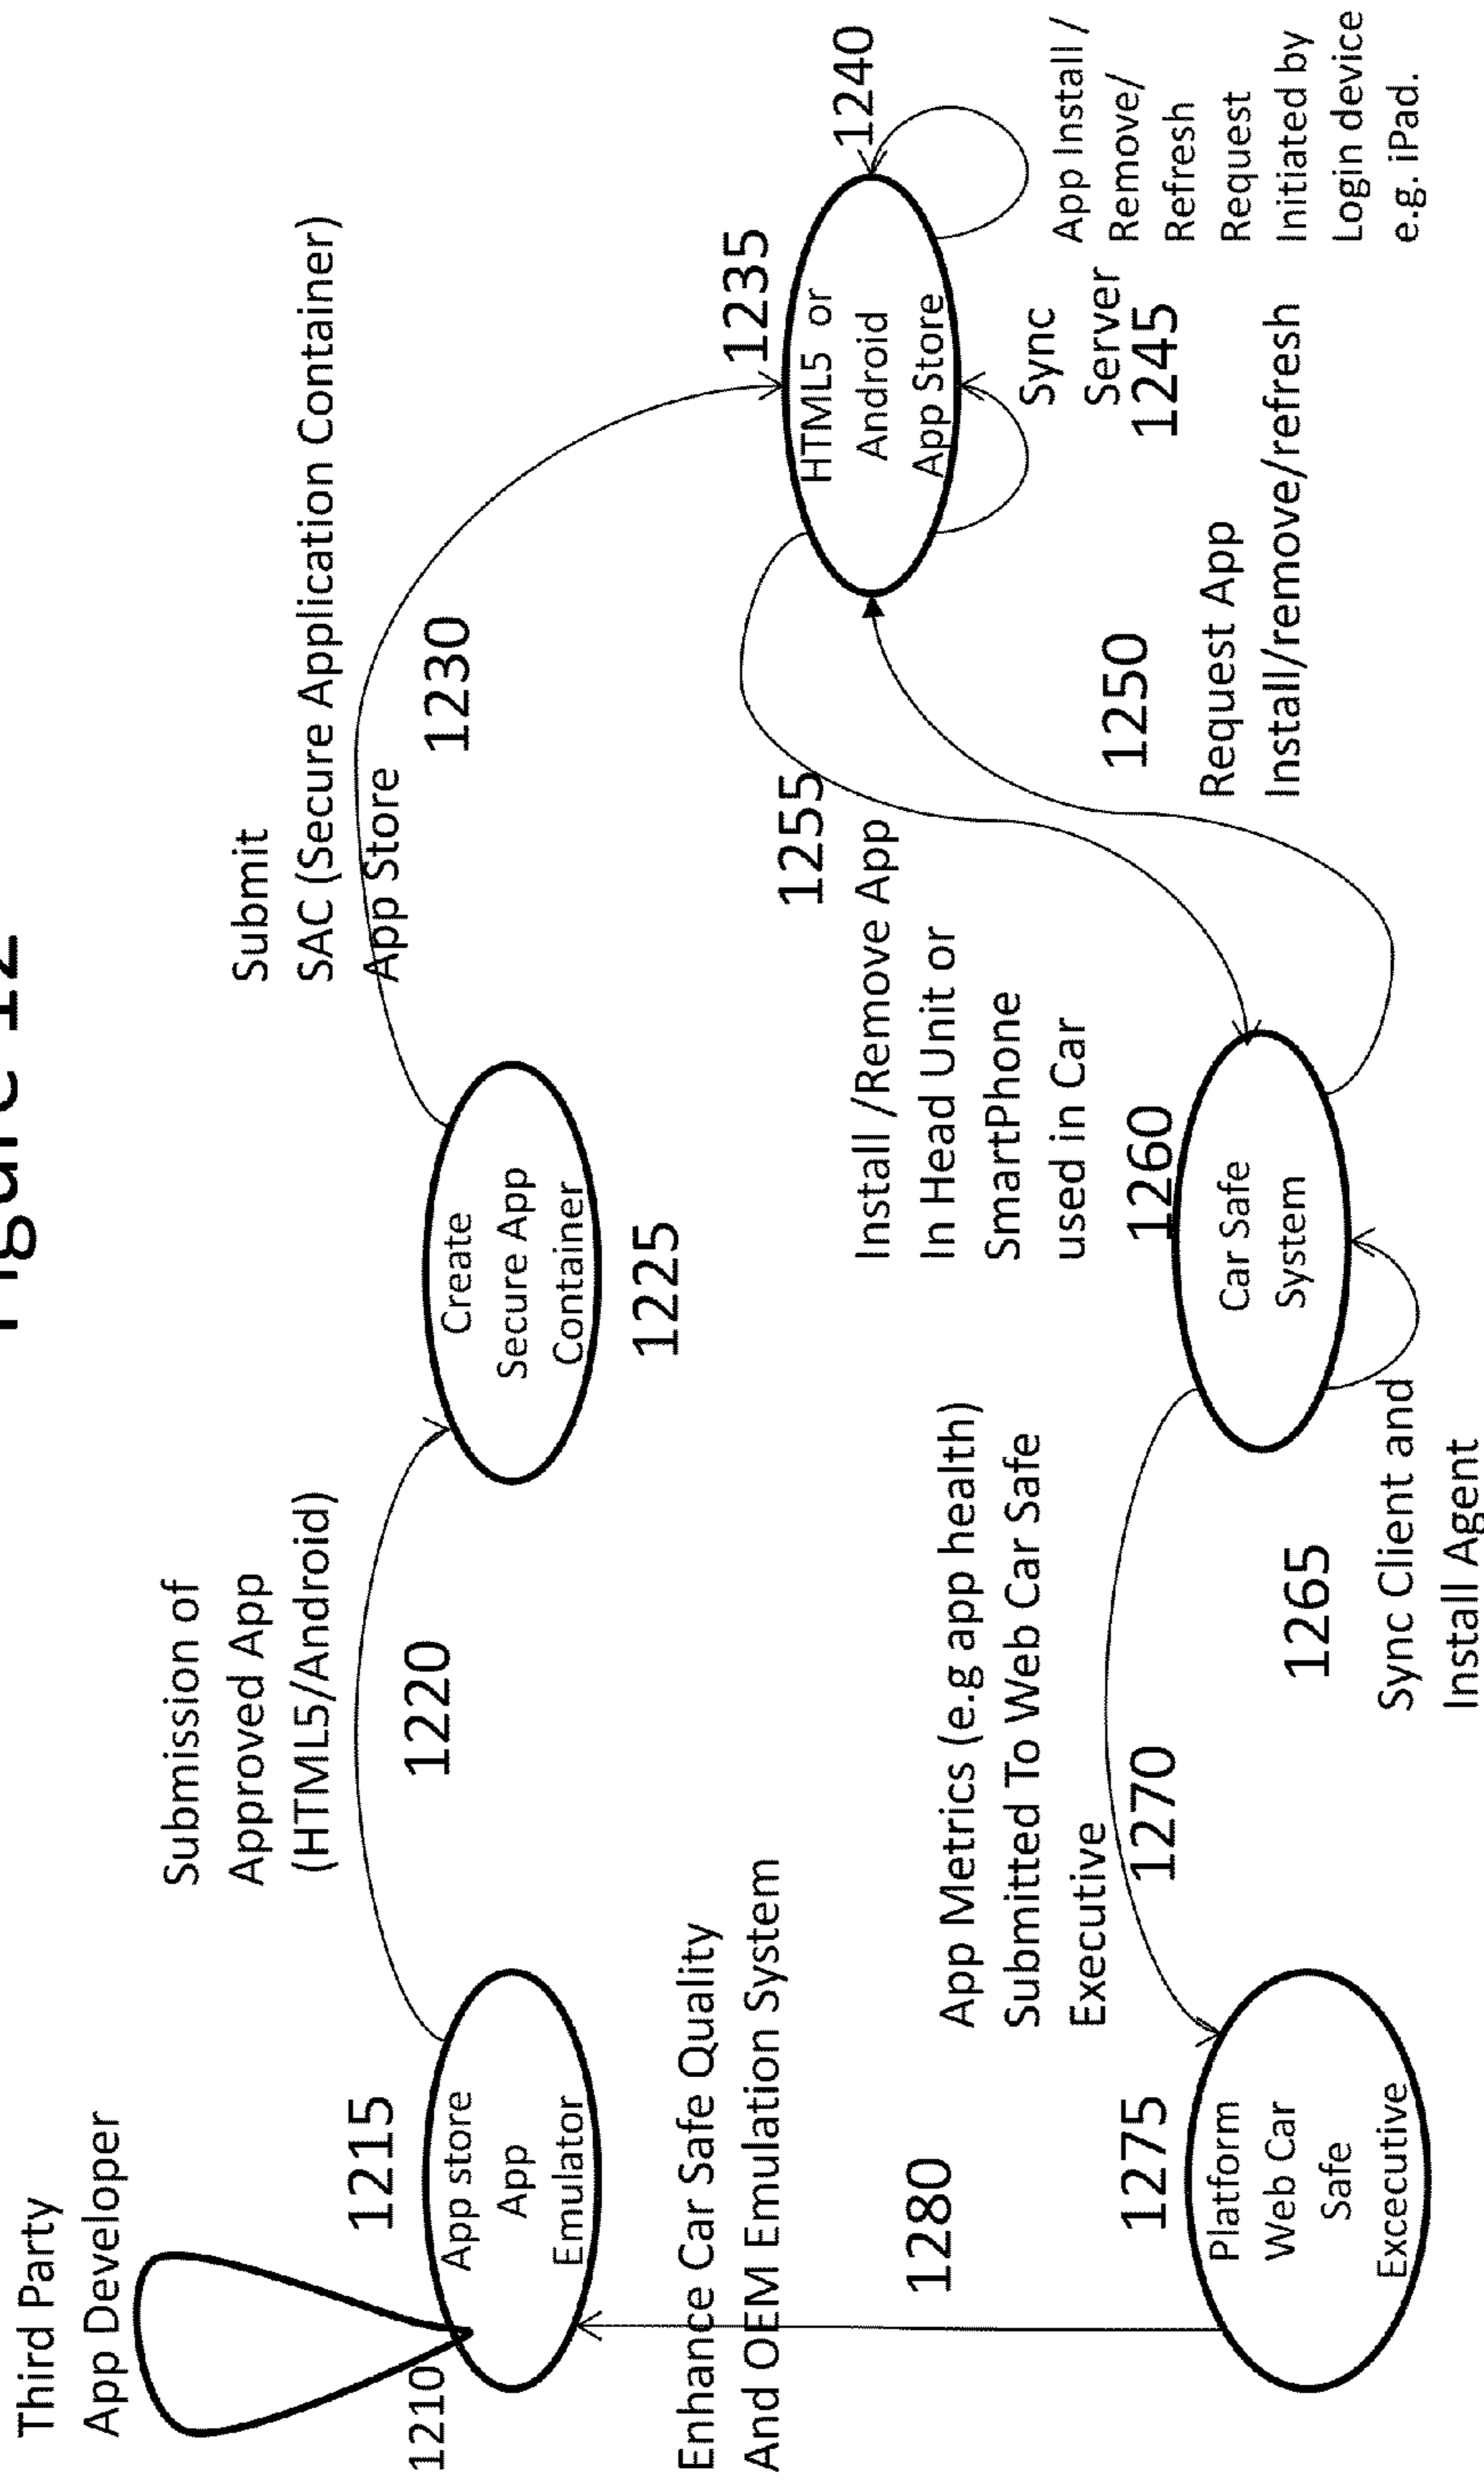 Figure 12
Third Party
App Developer
1210
1215
App store
App
Emulator
Submission of
Approved App
(HTML5/Android)
1220
Create
Secure App
Container
1225
Submit
SAC (Secure Application Container)
App Store
1230
1235
HTML5 or
Android
App Store
1240
App Install /
Remove/
Refresh
Request
Initiated by
Login device
e.g. iPad.
Sync
Server
1245
1250
Request App
Install/remove/refresh
1255
Install /Remove App
In Head Unit or
SmartPhone
used in Car
1260
Car Safe
System
1265
Sync Client and
Install Agent
App Metrics (e.g app health)
Submitted To Web Car Safe
Executive
1270
1275
Platform
Web Car
Safe
Excecutive
1280
Enhance Car Safe Quality
And OEM Emulation System